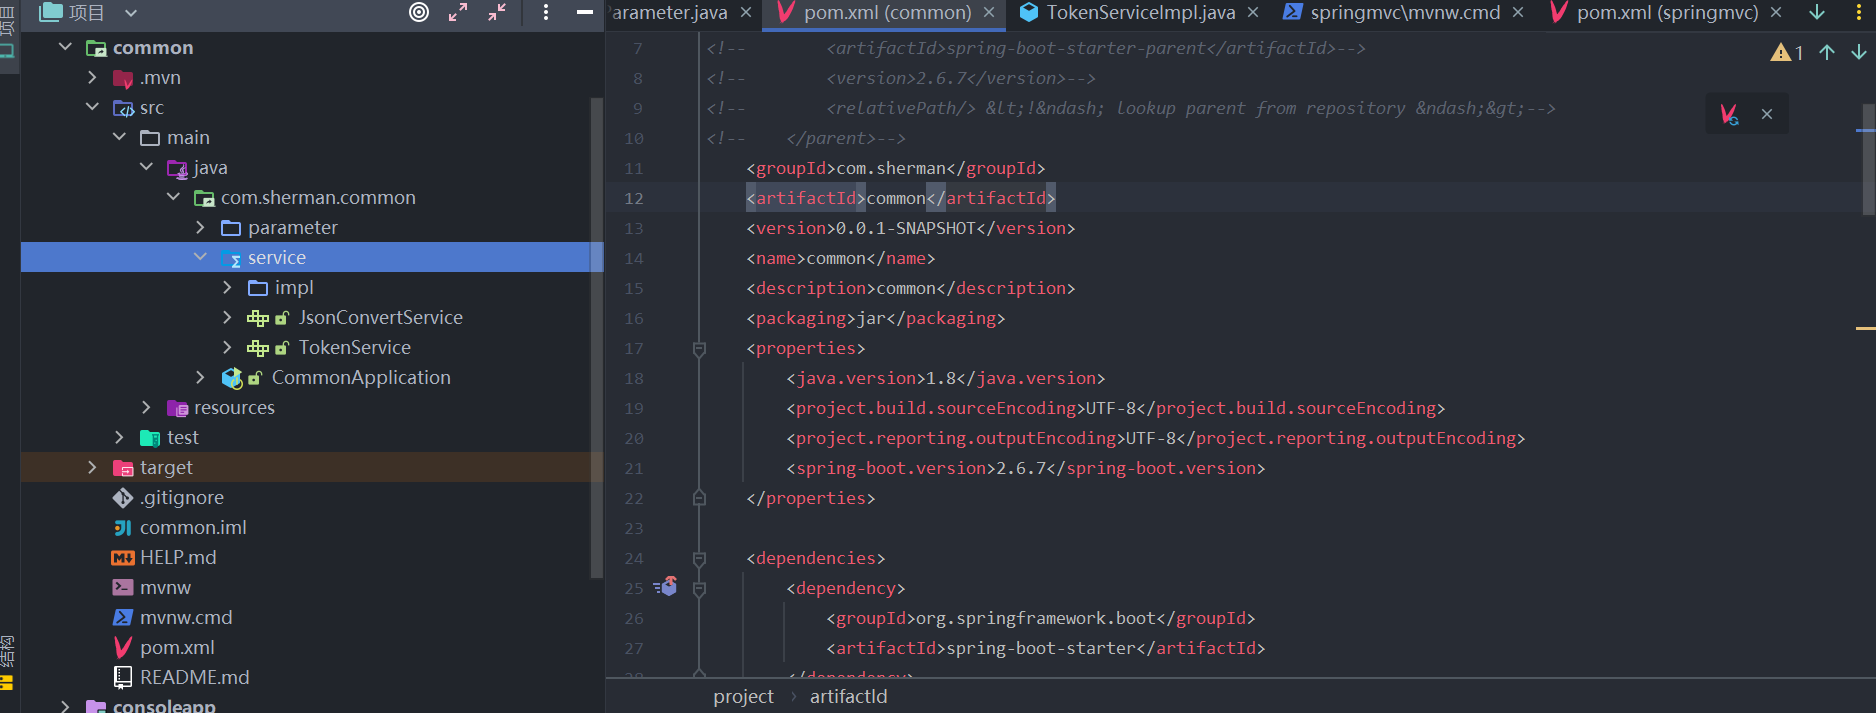 项目
项目
common
.mvn
src
main
java
com.sherman.common
parameter
service
impl
JsonConvertService
TokenService
CommonApplication
resources
test
target
.gitignore
common.iml
HELP.md
mvnw
mvnw.cmd
pom.xml
README.md
consoleapp
结构
arameter.java
pom.xml (common)
TokenServiceImpl.java
springmvc\mvnw.cmd
pom.xml (springmvc)
1
7 <!-- <artifactId>spring-boot-starter-parent</artifactId>-->
8 <!-- <version>2.6.7</version>-->
9 <!-- <relativePath/> &lt;!&ndash; lookup parent from repository &ndash;&gt;-->
10 <!-- </parent>-->
11 <groupId>com.sherman</groupId>
12 <artifactId>common</artifactId>
13 <version>0.0.1-SNAPSHOT</version>
14 <name>common</name>
15 <description>common</description>
16 <packaging>jar</packaging>
17 <properties>
18 <java.version>1.8</java.version>
19 <project.build.sourceEncoding>UTF-8</project.build.sourceEncoding>
20 <project.reporting.outputEncoding>UTF-8</project.reporting.outputEncoding>
21 <spring-boot.version>2.6.7</spring-boot.version>
22 </properties>
23
24 <dependencies>
25 <dependency>
26 <groupId>org.springframework.boot</groupId>
27 <artifactId>spring-boot-starter</artifactId>
28 </dependency>
project › artifactId